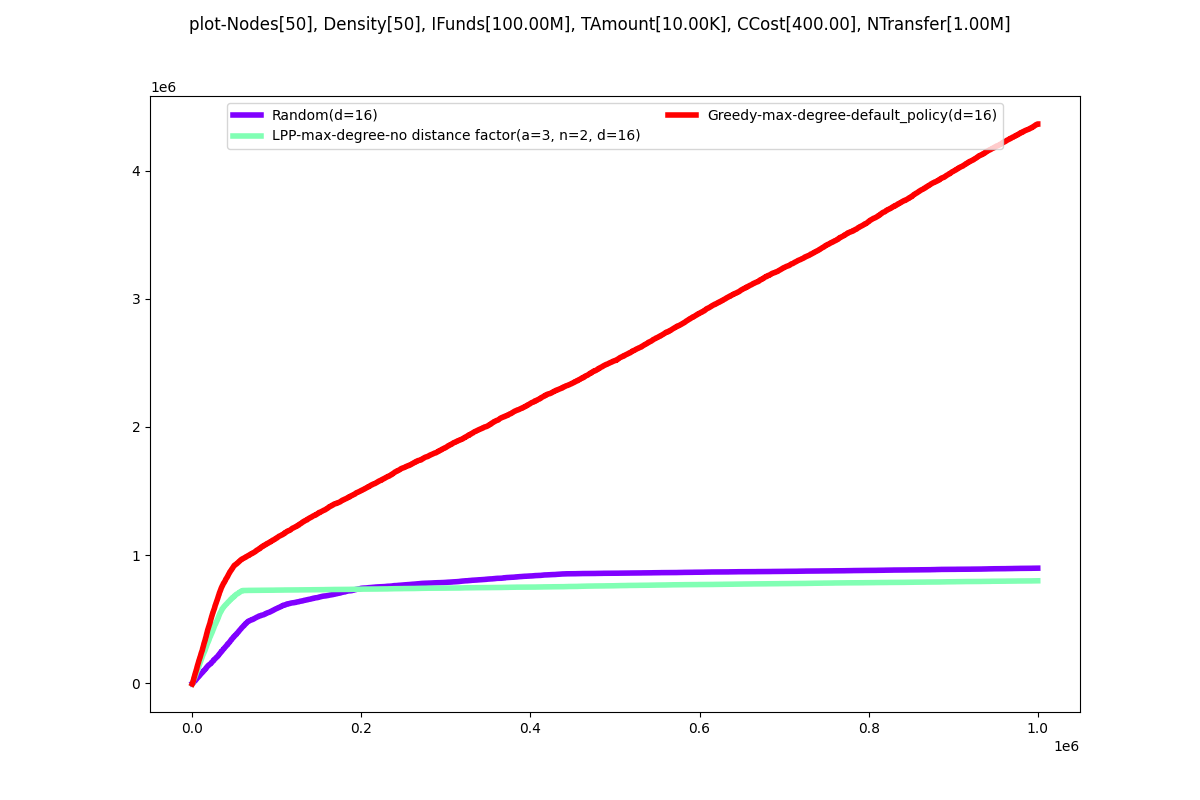 plot-Nodes[50], Density[50], IFunds[100.00M], TAmount[10.00K], CCost[400.00], NTransfer[1.00M]
1e6
Random(d=16)
LPP-max-degree-no distance factor(a=3, n=2, d=16)
Greedy-max-degree-default_policy(d=16)
4
3
2
1
0
0.0 0.2 0.4 0.6 0.8 1.0
1e6